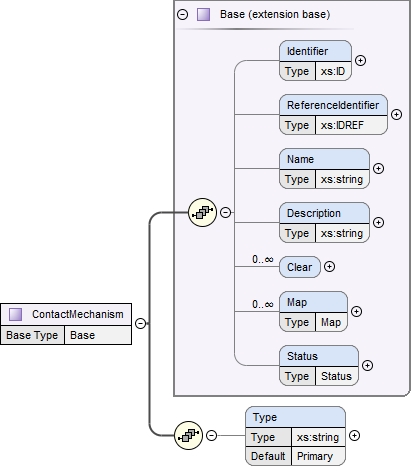 Base (extension base)
Identifier
Type xs:ID
ReferenceIdentifier
Type xs:IDREF
Name
Type xs:string
Description
Type xs:string
0..∞
Clear
0..∞
Map
Type Map
Status
Type Status
ContactMechanism
Base Type Base
Type
Type xs:string
Default Primary